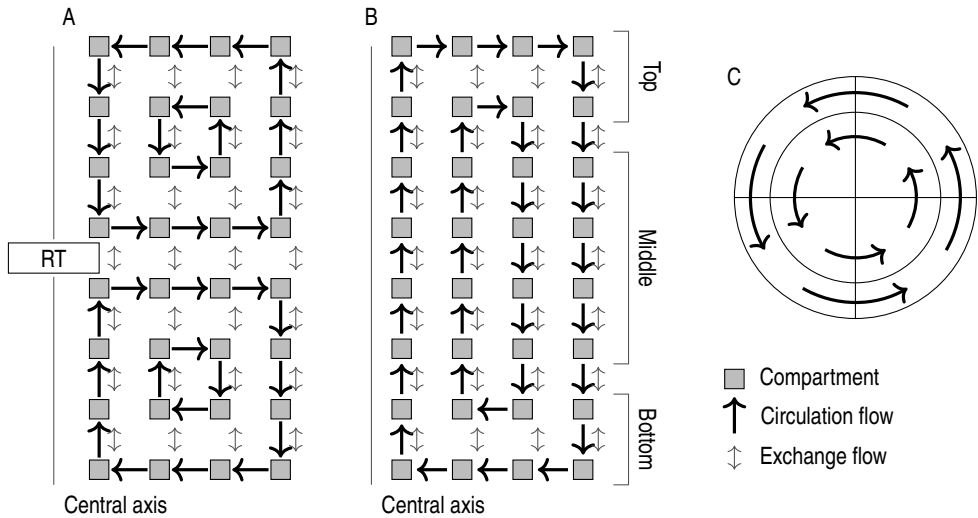 A
B
C
RT
Top
Middle
Bottom
Central axis
Central axis
Compartment
Circulation flow
Exchange flow